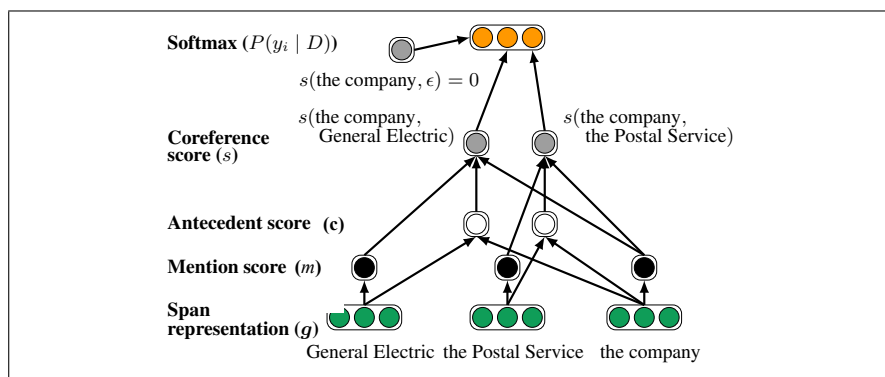 Softmax (P(y_i | D))
s(the company, ϵ) = 0
s(the company,
General Electric)
s(the company,
the Postal Service)
Coreference
score (s)
Antecedent score (c)
Mention score (m)
Span
representation (g)
General Electric the Postal Service the company